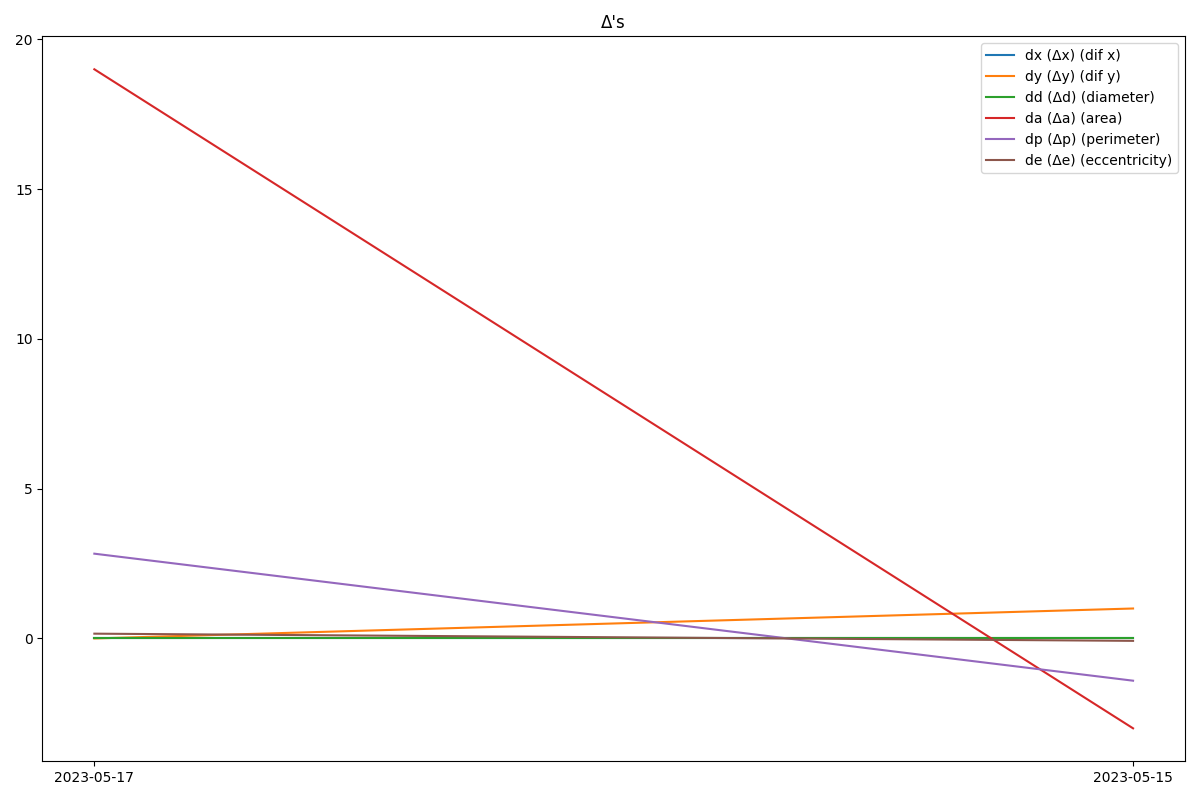 Δ's
20
15
10
5
0
dx (Δx) (dif x)
dy (Δy) (dif y)
dd (Δd) (diameter)
da (Δa) (area)
dp (Δp) (perimeter)
de (Δe) (eccentricity)
2023-05-17
2023-05-15